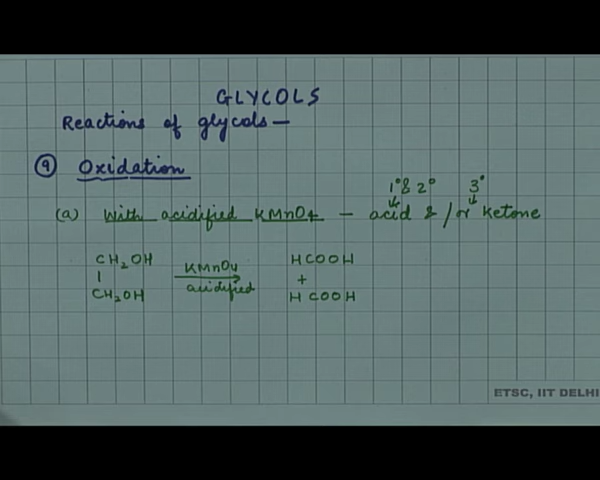 GLYCOLS
Reactions of glycols —
9 Oxidation
1° & 2° 3°
(a) With acidified KMnO4 — acid & /or ketone
CH2OH KMnO4 HCOOH
acidified +
CH2OH HCOOH
ETSC, IIT DELHI